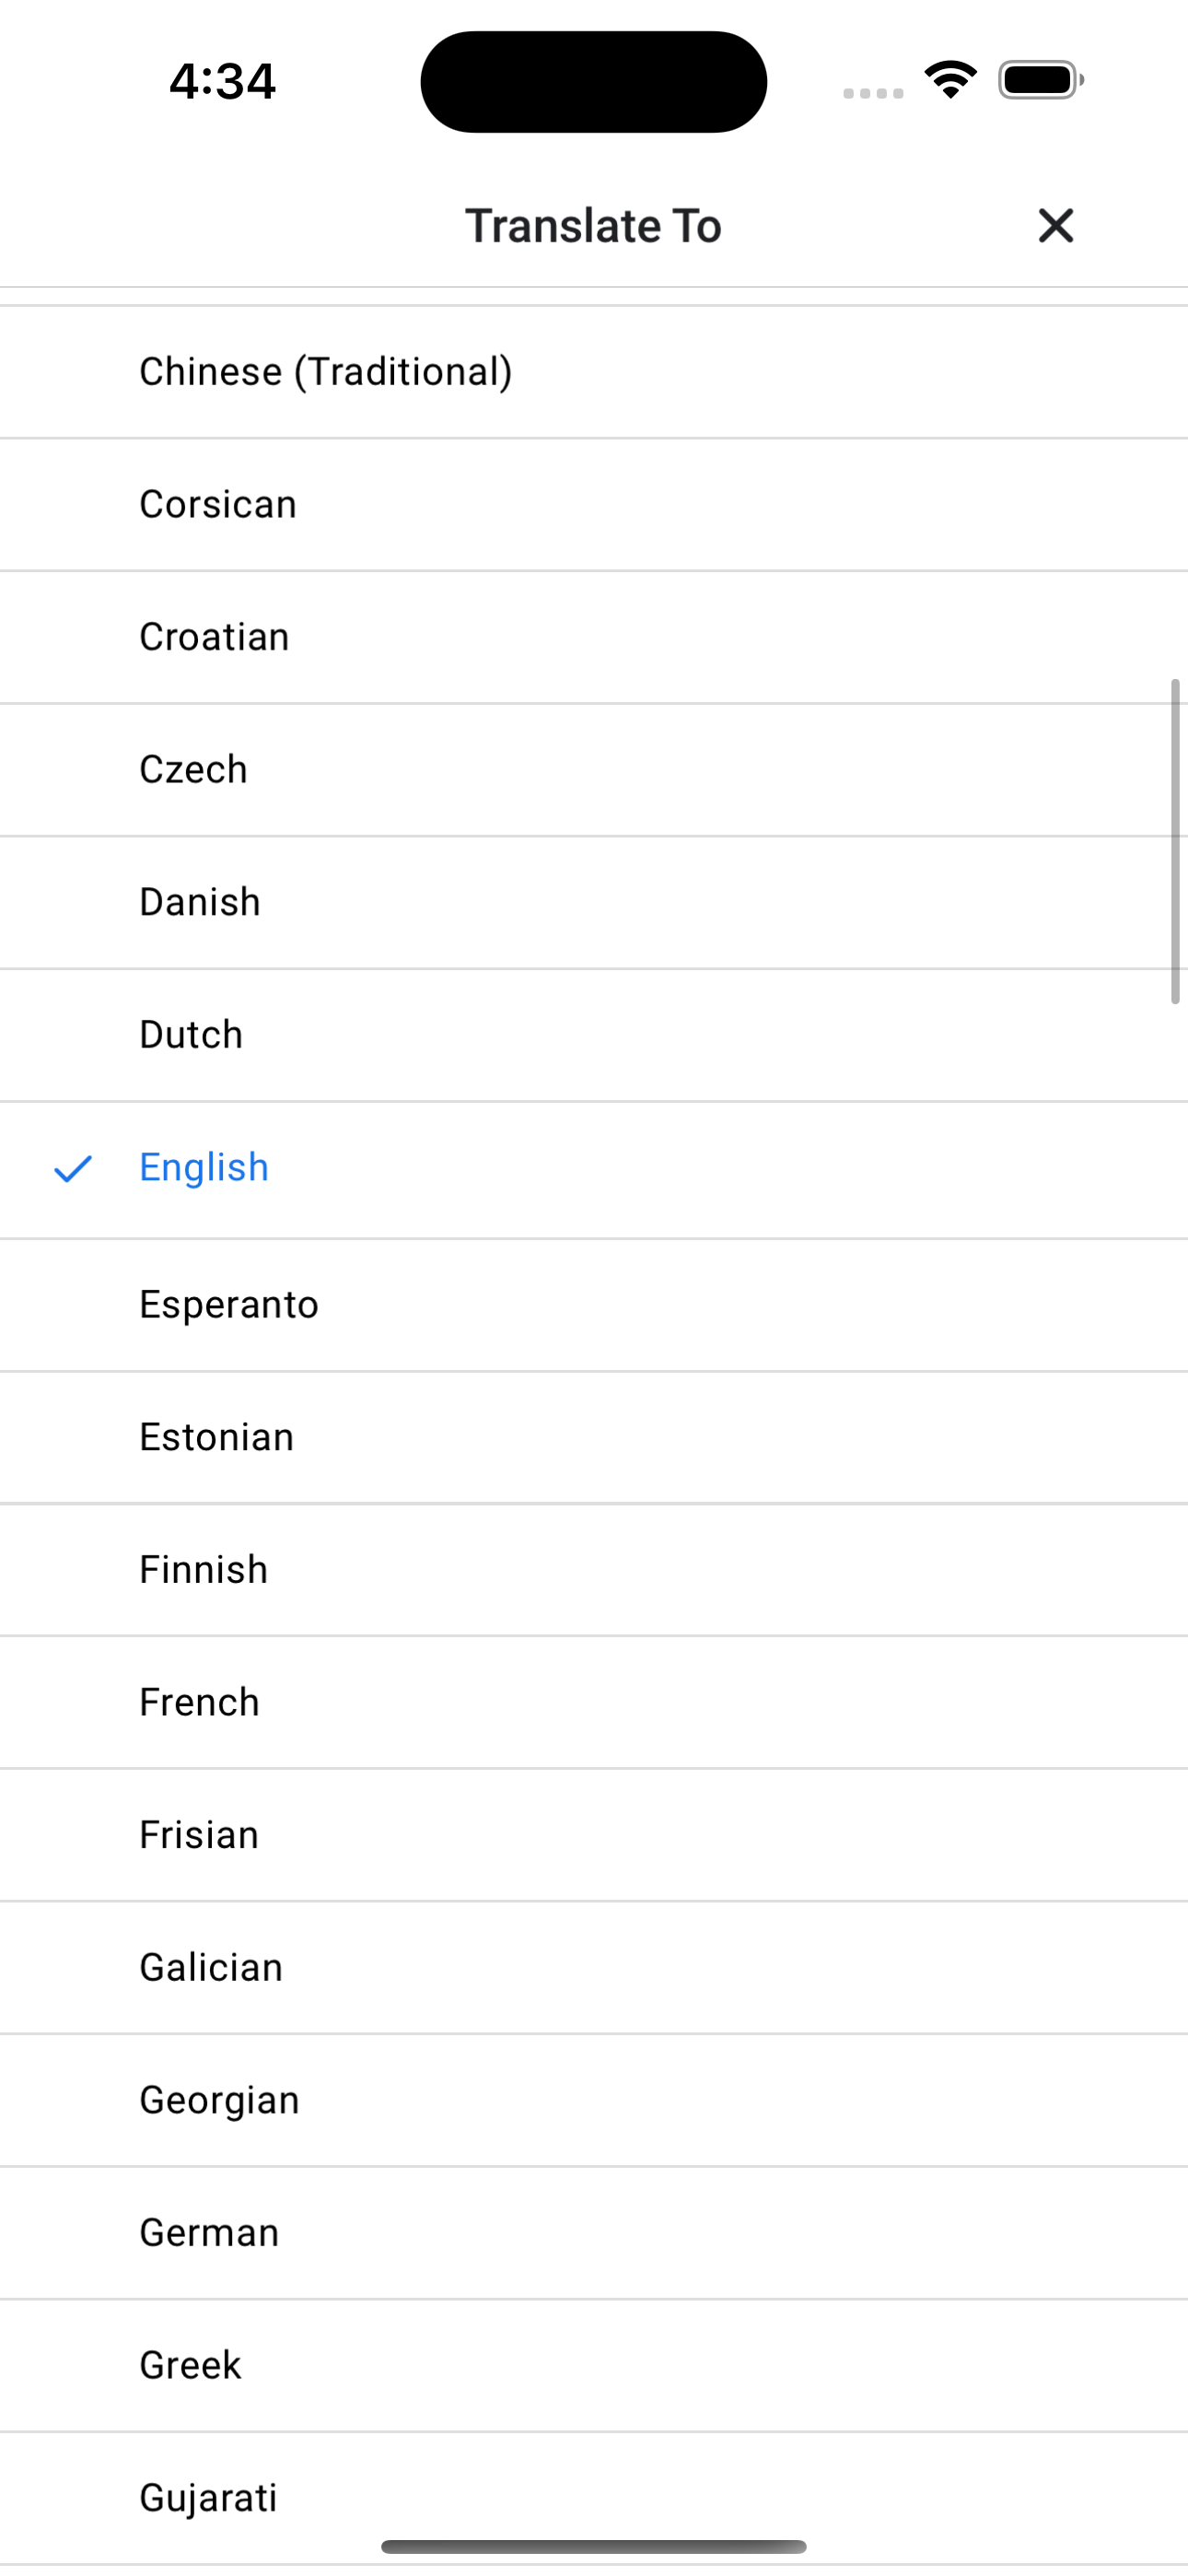 4:34
Translate To
Chinese (Traditional)
Corsican
Croatian
Czech
Danish
Dutch
English
Esperanto
Estonian
Finnish
French
Frisian
Galician
Georgian
German
Greek
Gujarati